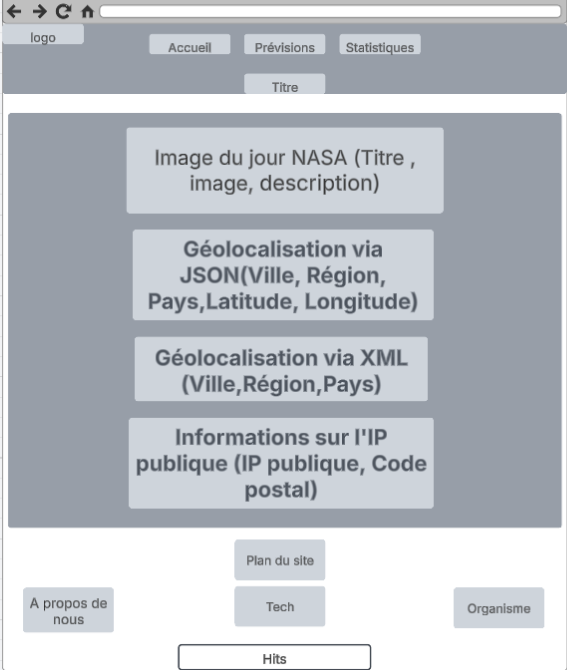 logo
Accueil
Prévisions
Statistiques
Titre
Image du jour NASA (Titre ,
image, description)
Géolocalisation via
JSON(Ville, Région,
Pays,Latitude, Longitude)
Géolocalisation via XML
(Ville,Région,Pays)
Informations sur l'IP
publique (IP publique, Code
postal)
Plan du site
A propos de
nous
Tech
Organisme
Hits